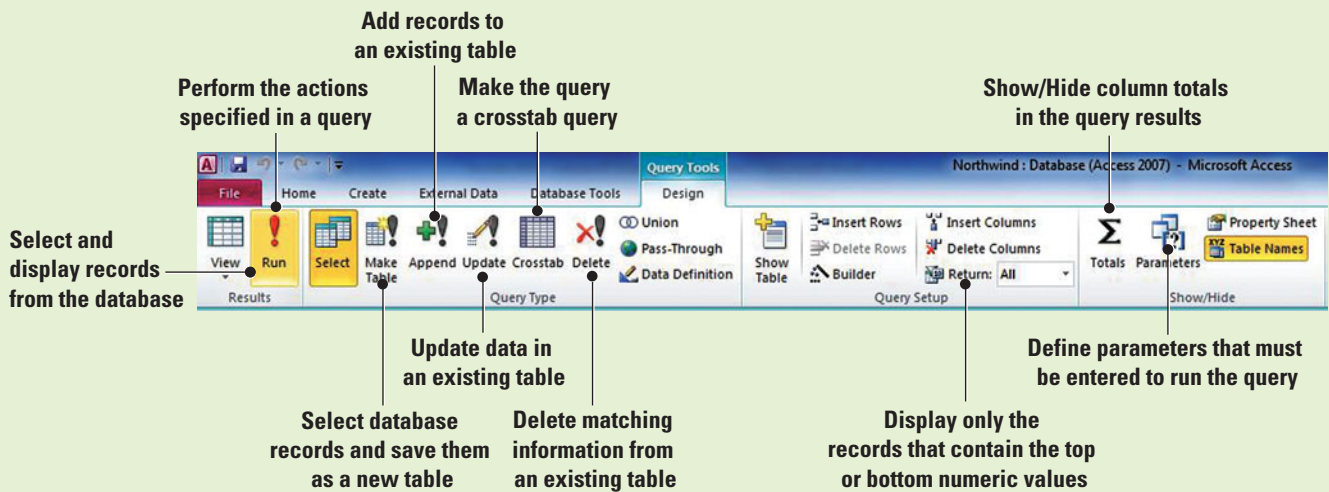 Add records to
an existing table
Perform the actions
specified in a query
Make the query
a crosstab query
Show/Hide column totals
in the query results
Query Tools
Northwind : Database (Access 2007) - Microsoft Access
File Home Create External Data Database Tools Design
Select and
display records
from the database
View
Run
Select
Make
Table
Append
Update
Crosstab
Delete
Union
Pass-Through
Data Definition
Show
Table
Insert Rows
Delete Rows
Builder
Insert Columns
Delete Columns
Return: All
Σ
Totals
Parameters
Property Sheet
XYZ
Table Names
Results
Query Type
Query Setup
Show/Hide
Update data in
an existing table
Define parameters that must
be entered to run the query
Select database
records and save them
as a new table
Delete matching
information from
an existing table
Display only the
records that contain the top
or bottom numeric values